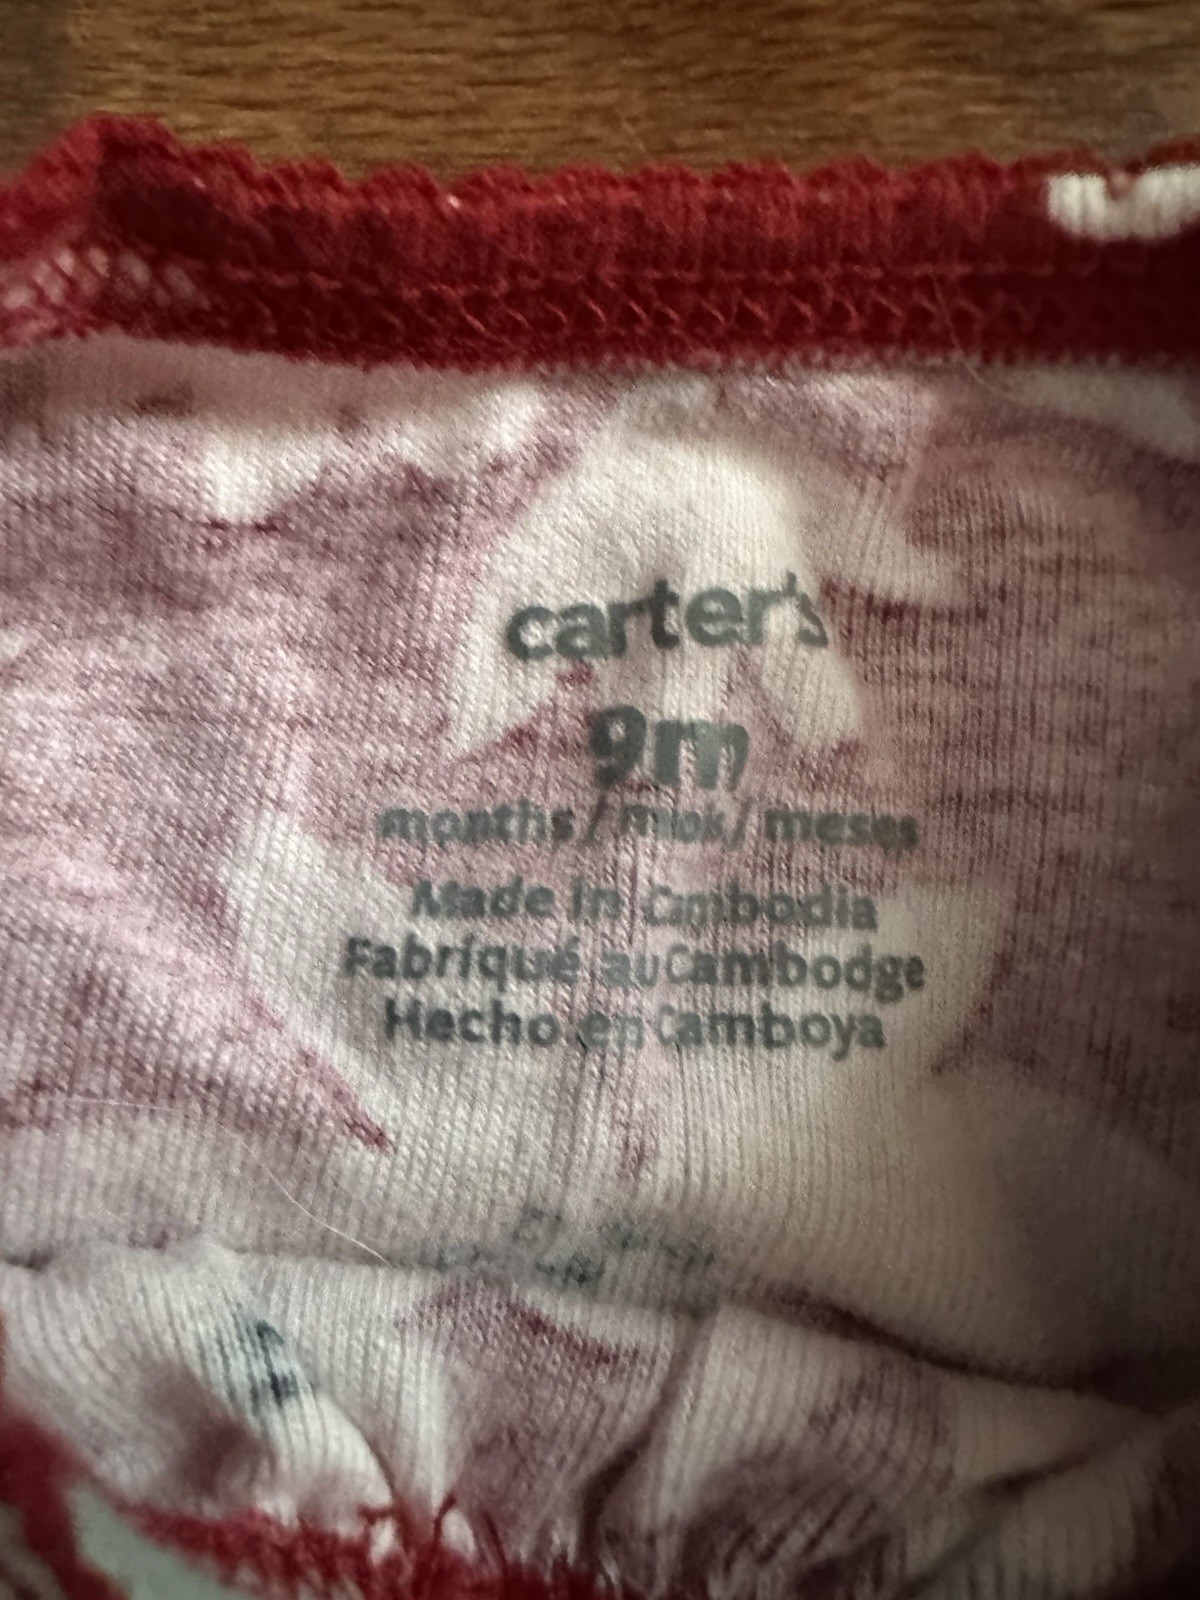 carter's
9m
months / mois / meses
Made in Cambodia
Fabriqué au Cambodge
Hecho en Camboya